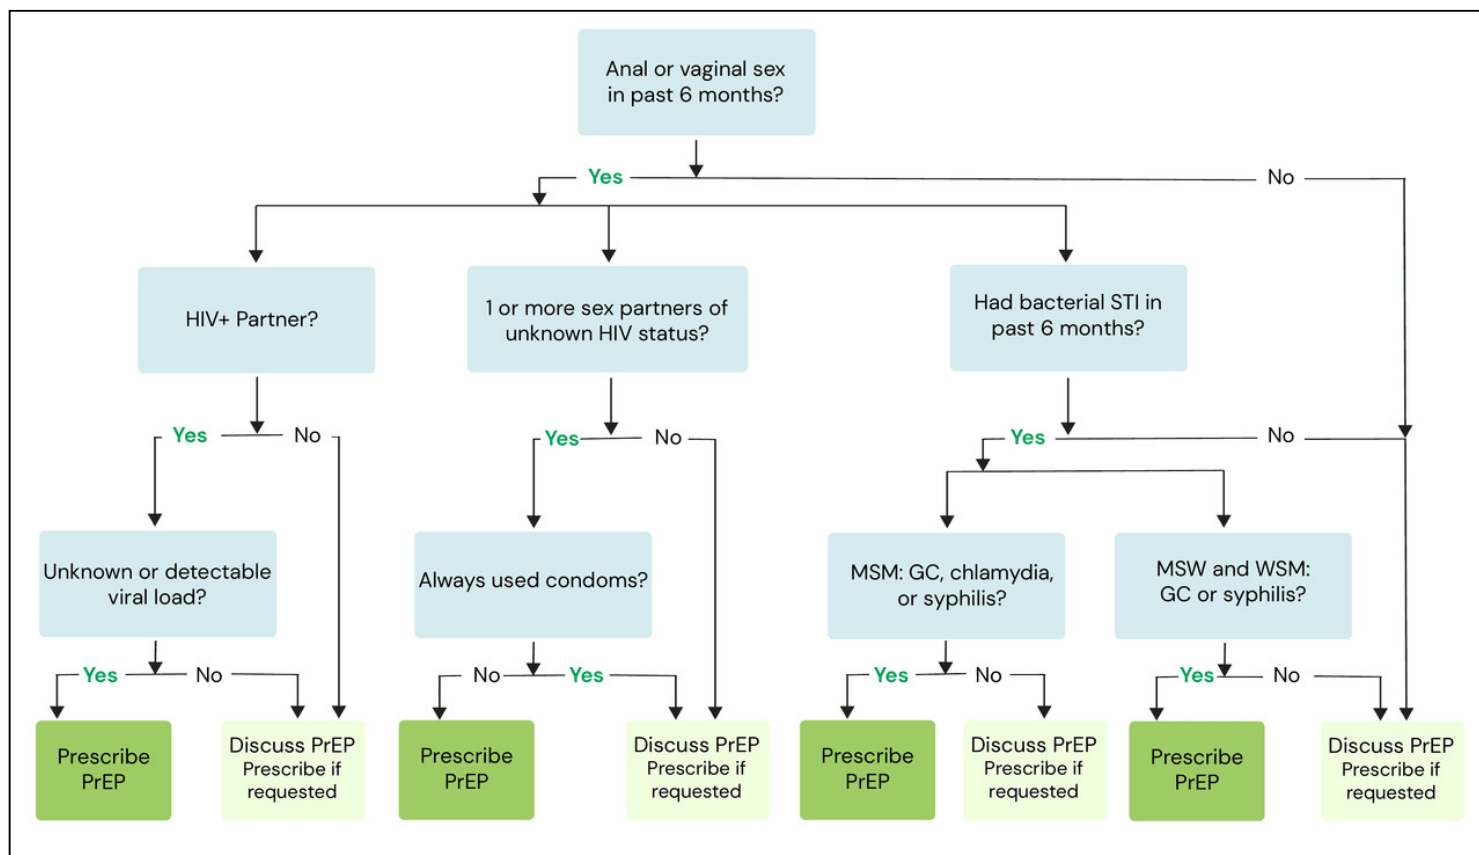 Anal or vaginal sex
in past 6 months?
Yes
No
HIV+ Partner?
1 or more sex partners of
unknown HIV status?
Had bacterial STI in
past 6 months?
Yes
No
Yes
No
Yes
No
Unknown or detectable
viral load?
Always used condoms?
MSM: GC, chlamydia,
or syphilis?
MSW and WSM:
GC or syphilis?
Yes
No
No
Yes
Yes
No
Yes
No
Prescribe
PrEP
Discuss PrEP
Prescribe if
requested
Prescribe
PrEP
Discuss PrEP
Prescribe if
requested
Prescribe
PrEP
Discuss PrEP
Prescribe if
requested
Prescribe
PrEP
Discuss PrEP
Prescribe if
requested